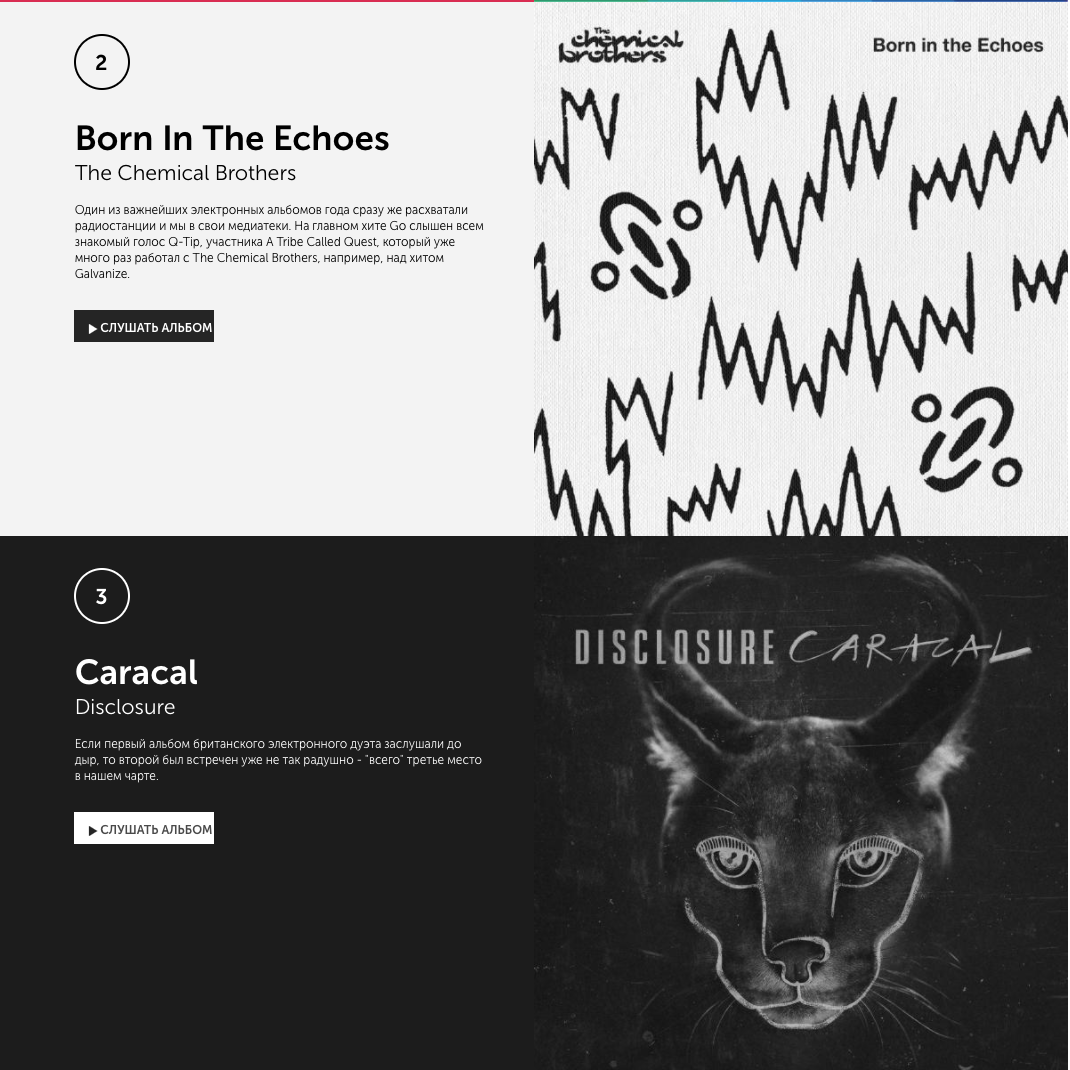 2
Born In The Echoes
The Chemical Brothers
Один из важнейших электронных альбомов года сразу же расхватали
радиостанции и мы в свои медиатеки. На главном хите Go слышен всем
знакомый голос Q-Tip, участника A Tribe Called Quest, который уже
много раз работал с The Chemical Brothers, например, над хитом
Galvanize.
СЛУШАТЬ АЛЬБОМ
The
chemical
brothers
Born in the Echoes
3
Caracal
Disclosure
Если первый альбом британского электронного дуэта заслушали до
дыр, то второй был встречен уже не так радушно - "всего" третье место
в нашем чарте.
СЛУШАТЬ АЛЬБОМ
DISCLOSURE CARACAL